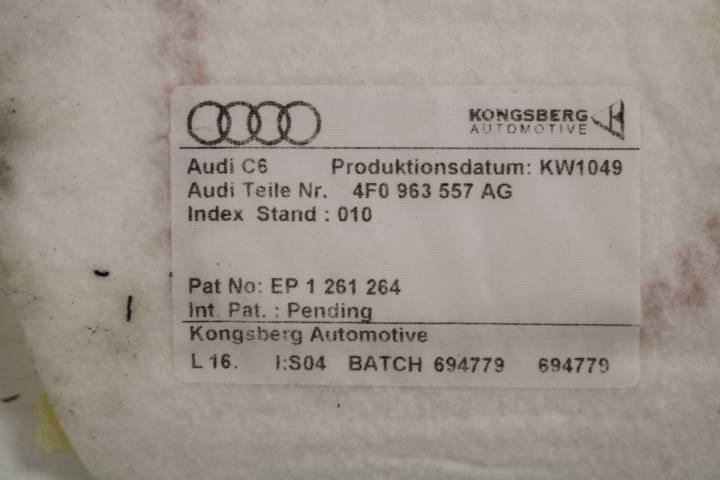 KONGSBERG
AUTOMOTIVE
Audi C6 Produktionsdatum: KW1049
Audi Teile Nr. 4F0 963 557 AG
Index Stand : 010
Pat No: EP 1 261 264
Int. Pat. : Pending
Kongsberg Automotive
L 16. I:S04 BATCH 694779 694779